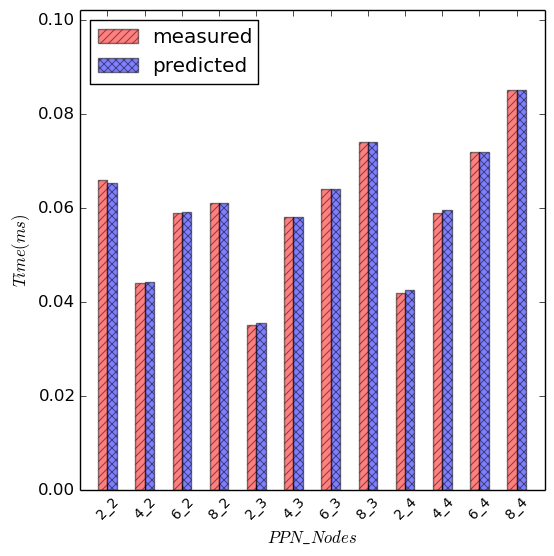 0.10
0.08
0.06
0.04
0.02
0.00
Time(ms)
measured
predicted
2_2 4_2 6_2 8_2 2_3 4_3 6_3 8_3 2_4 4_4 6_4 8_4
PPN_Nodes